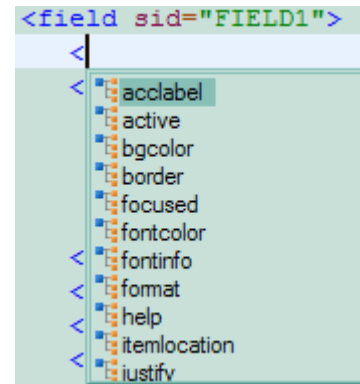 <field sid="FIELD1">
<
<
acclabel
active
bgcolor
border
focused
fontcolor
fontinfo
<
format
<
help
<
itemlocation
<
justify